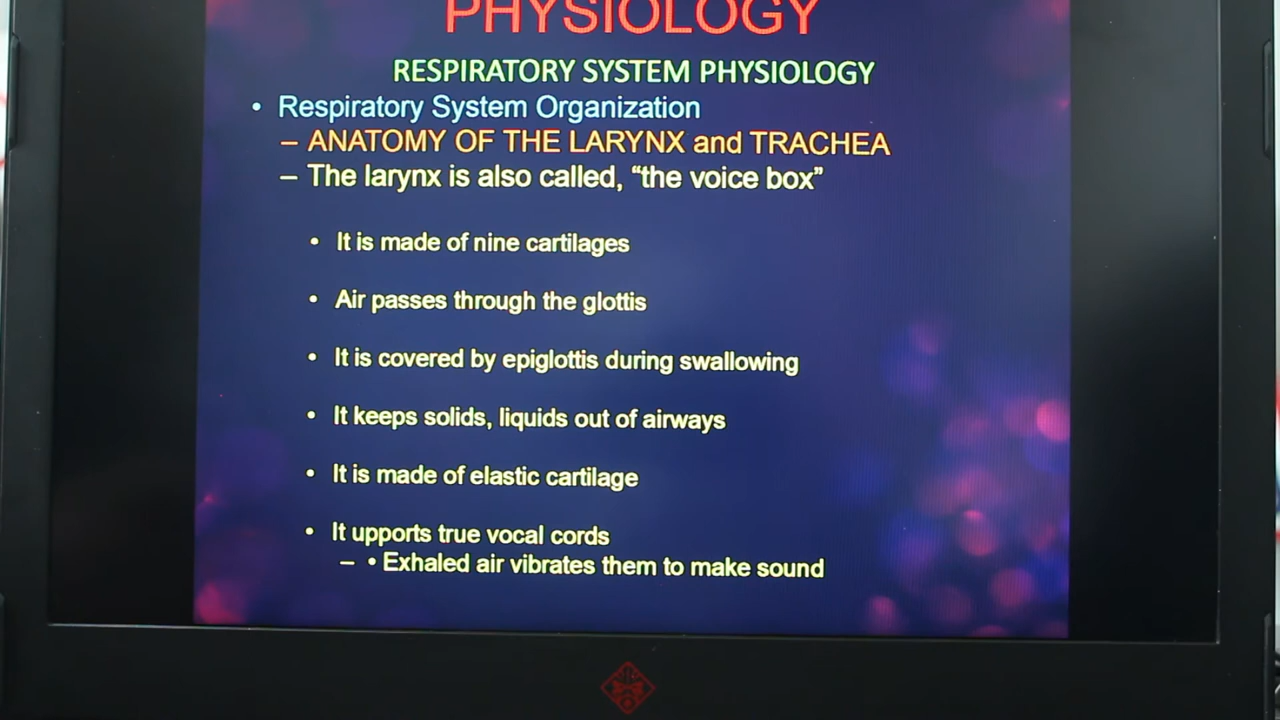 PHYSIOLOGY
RESPIRATORY SYSTEM PHYSIOLOGY
• Respiratory System Organization
– ANATOMY OF THE LARYNX and TRACHEA
– The larynx is also called, “the voice box”
• It is made of nine cartilages
• Air passes through the glottis
• It is covered by epiglottis during swallowing
• It keeps solids, liquids out of airways
• It is made of elastic cartilage
• It upports true vocal cords
– • Exhaled air vibrates them to make sound